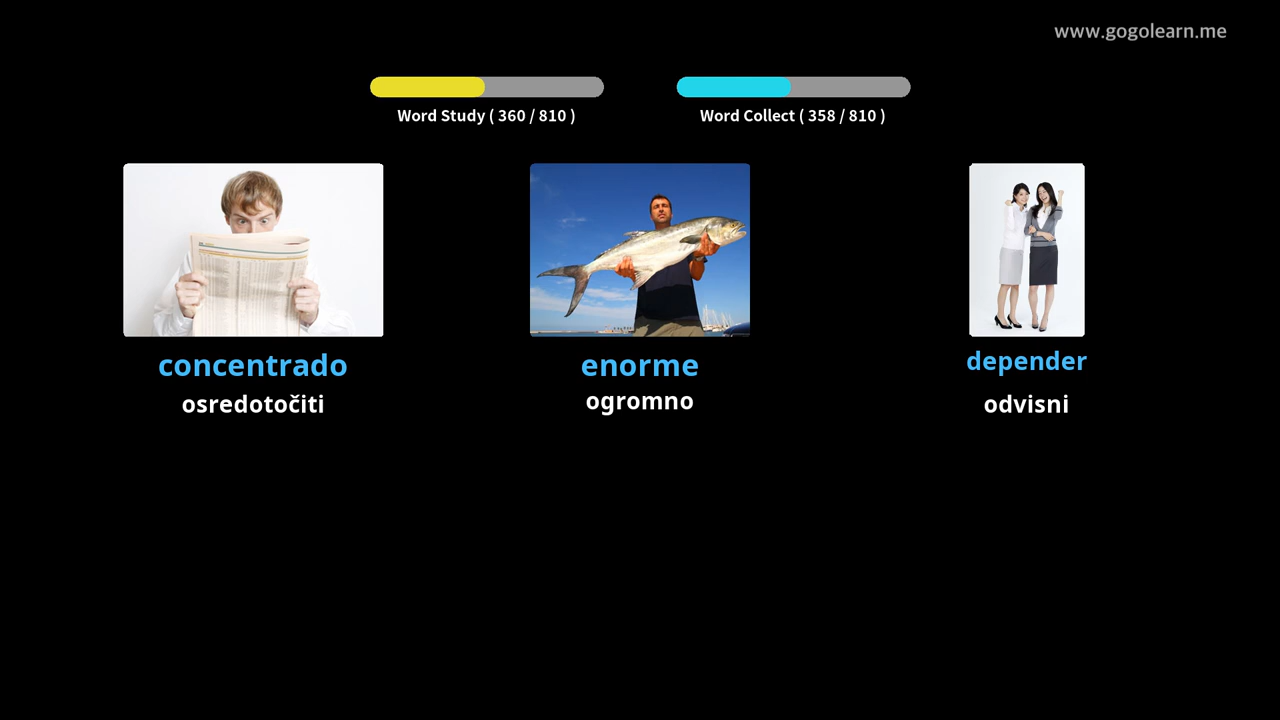 www.gogolearn.me
Word Study ( 360 / 810 )
Word Collect ( 358 / 810 )
concentrado
osredotočiti
enorme
ogromno
depender
odvisni